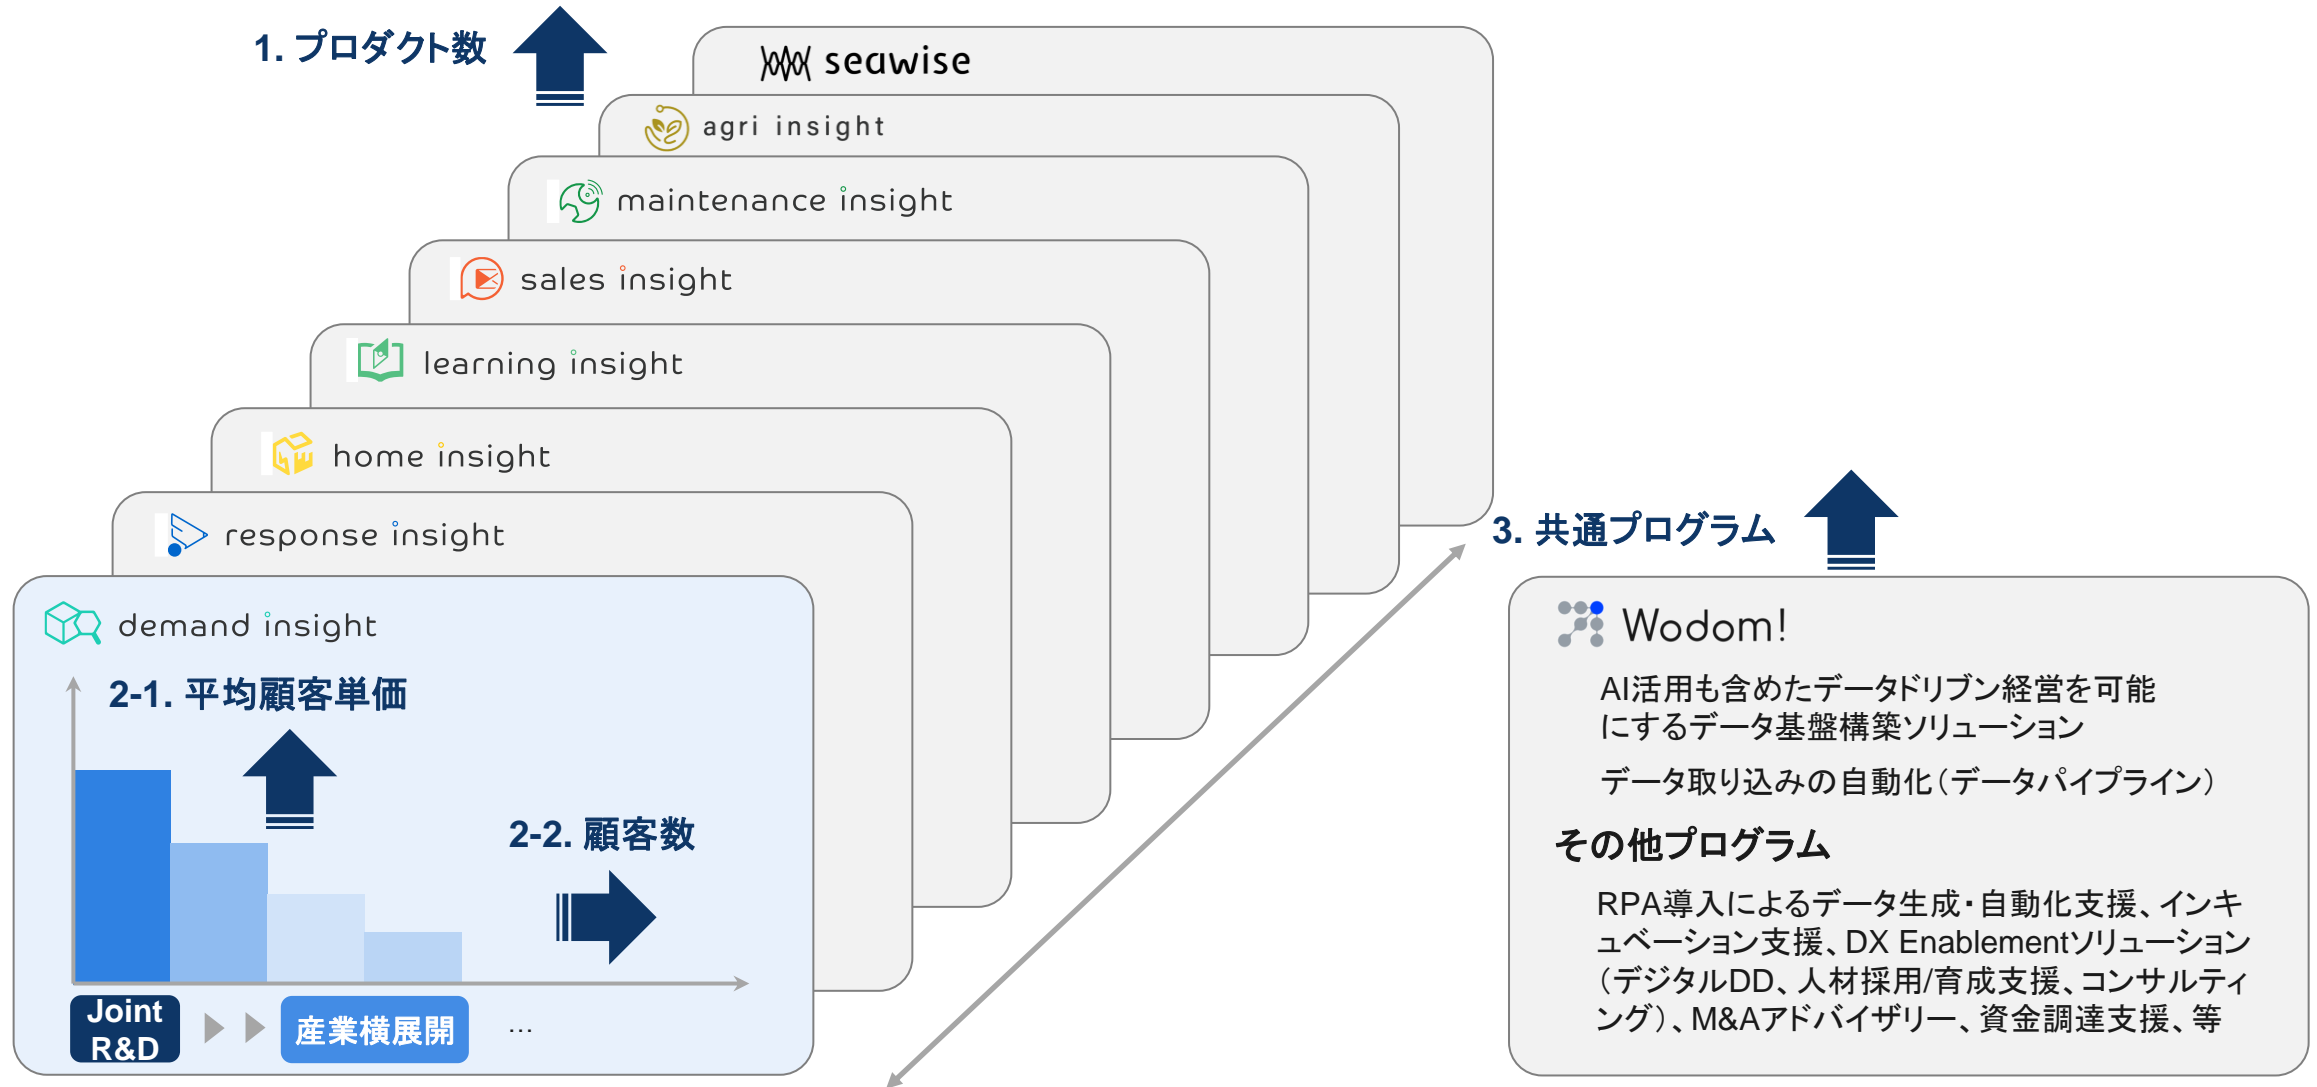 1. プロダクト数
seawise
agri insight
maintenance insight
sales insight
learning insight
home insight
response insight
demand insight
2-1. 平均顧客単価
2-2. 顧客数
Joint
R&D
産業横展開
...
3. 共通プログラム
Wodom!
AI活用も含めたデータドリブン経営を可能
にするデータ基盤構築ソリューション
データ取り込みの自動化（データパイプライン）
その他プログラム
RPA導入によるデータ生成・自動化支援、インキ
ュベーション支援、DX Enablementソリューション
（デジタルDD、人材採用/育成支援、コンサルティ
ング）、M&Aアドバイザリー、資金調達支援、等